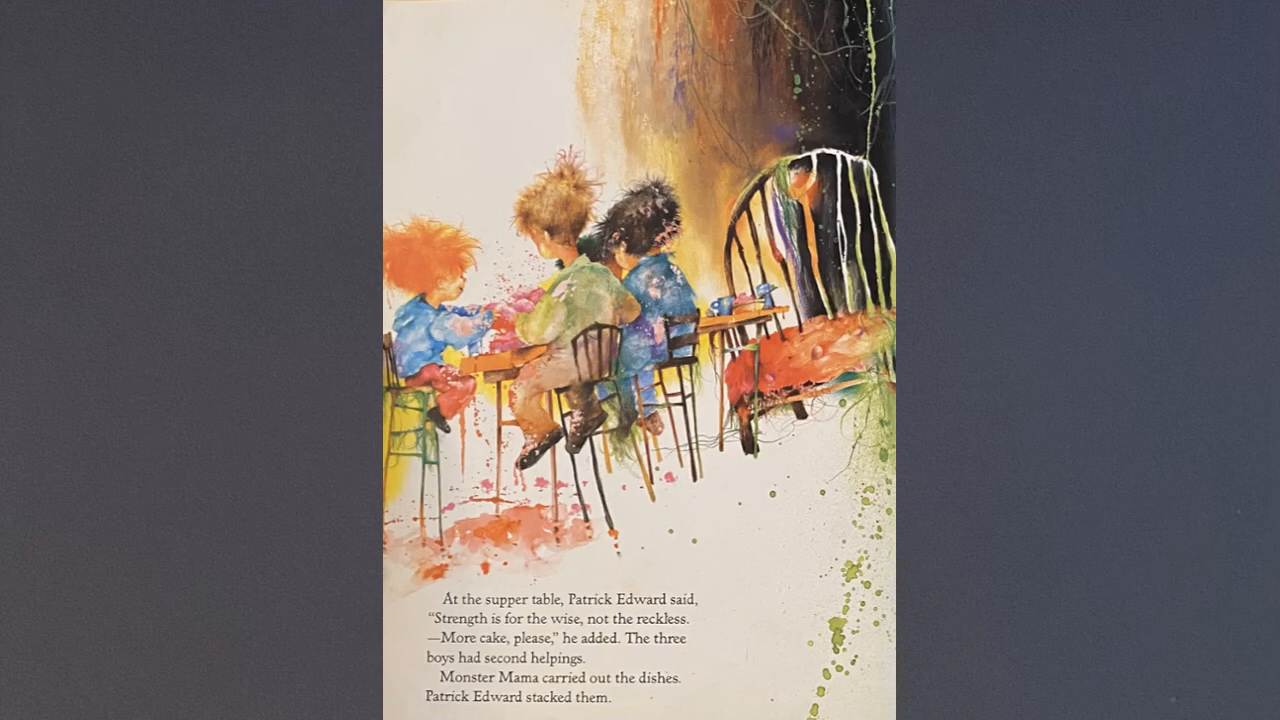 At the supper table, Patrick Edward said,
“Strength is for the wise, not the reckless.
—More cake, please,” he added. The three
boys had second helpings.
Monster Mama carried out the dishes.
Patrick Edward stacked them.